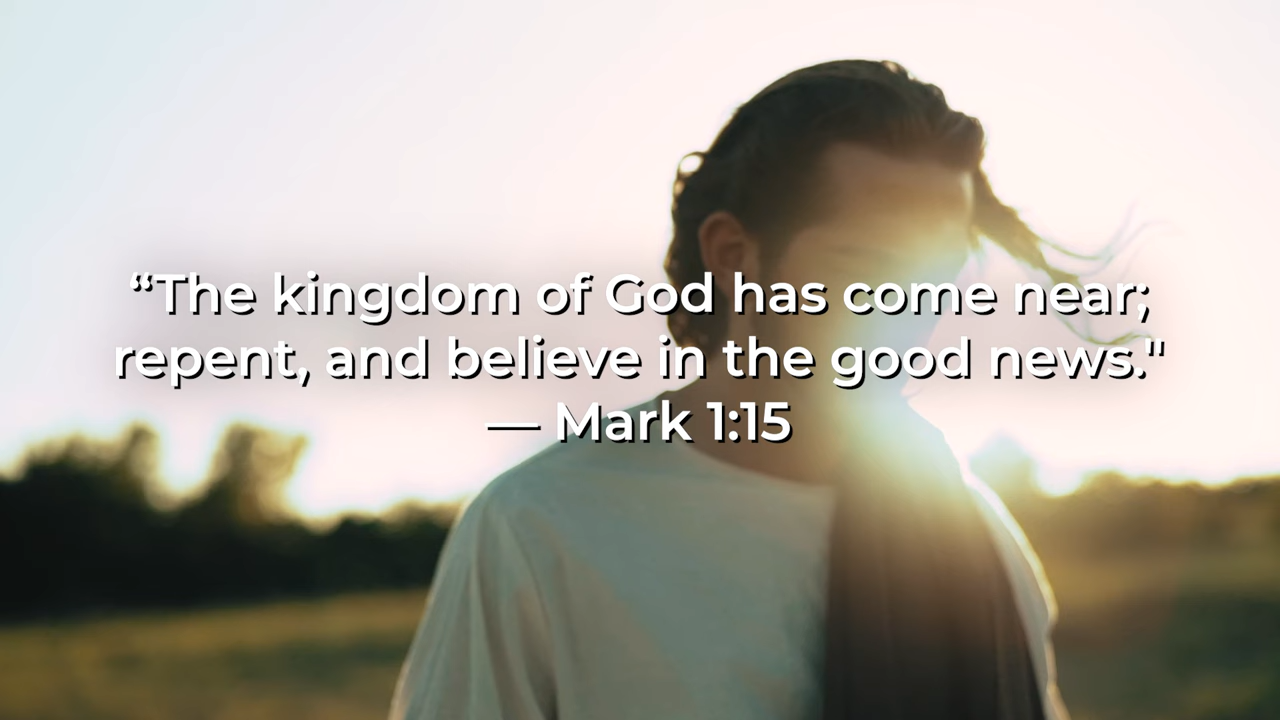 “The kingdom of God has come near;
repent, and believe in the good news."
— Mark 1:15